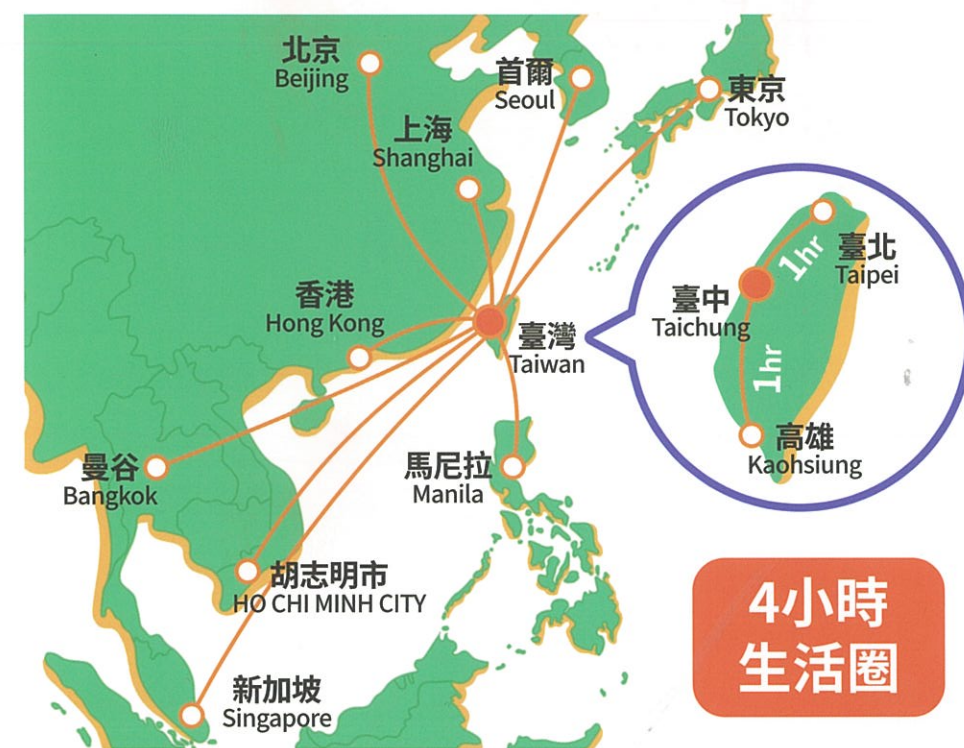 北京
Beijing
首爾
Seoul
東京
Tokyo
上海
Shanghai
臺北
Taipei
1hr
臺中
Taichung
香港
Hong Kong
臺灣
Taiwan
1hr
高雄
Kaohsiung
曼谷
Bangkok
馬尼拉
Manila
胡志明市
HO CHI MINH CITY
4小時
生活圈
新加坡
Singapore